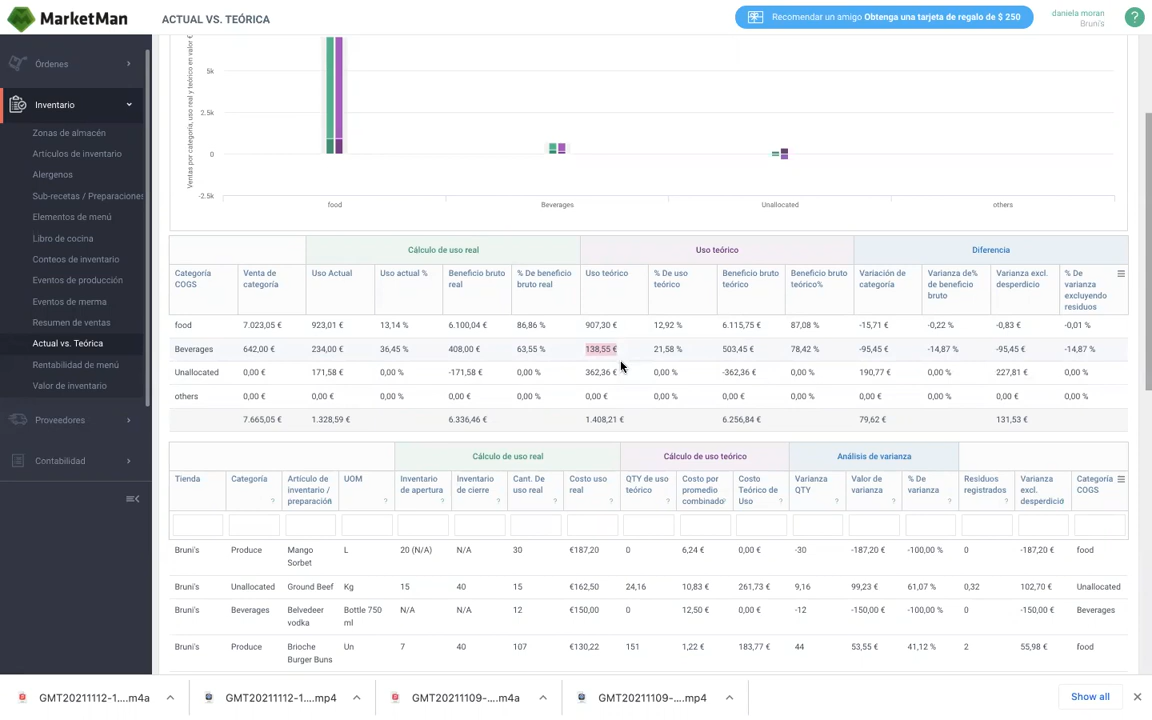 MarketMan
ACTUAL VS. TEÓRICA
Recomendar un amigo Obtenga una tarjeta de regalo de $ 250
daniela moran
Bruni's
?
Órdenes
Inventario
Zonas de almacén
Artículos de inventario
Alergenos
Sub-recetas / Preparaciones
Elementos de menú
Libro de cocina
Conteos de inventario
Eventos de producción
Eventos de merma
Resumen de ventas
Actual vs. Teórica
Rentabilidad de menú
Valor de inventario
Proveedores
Contabilidad
Ventas por categoría, uso real y teórico en valor €
5k
2.5k
0
-2.5k
food Beverages Unallocated others
Cálculo de uso real Uso teórico Diferencia
Categoría COGS Venta de categoría Uso Actual Uso actual % Beneficio bruto real % De beneficio bruto real Uso teórico % De uso teórico Beneficio bruto teórico Beneficio bruto teórico% Variación de categoría Varianza de% de beneficio bruto Varianza excl. desperdicio % De varianza excluyendo residuos
food 7.023,05 € 923,01 € 13,14 % 6.100,04 € 86,86 % 907,30 € 12,92 % 6.115,75 € 87,08 % -15,71 € -0,22 % -0,83 € -0,01 %
Beverages 642,00 € 234,00 € 36,45 % 408,00 € 63,55 % 138,55 € 21,58 % 503,45 € 78,42 % -95,45 € -14,87 % -95,45 € -14,87 %
Unallocated 0,00 € 171,58 € 0,00 % -171,58 € 0,00 % 362,36 € 0,00 % -362,36 € 0,00 % 190,77 € 0,00 % 227,81 € 0,00 %
others 0,00 € 0,00 € 0,00 % 0,00 € 0,00 % 0,00 € 0,00 % 0,00 € 0,00 % 0,00 € 0,00 % 0,00 € 0,00 %
7.665,05 € 1.328,59 € 6.336,46 € 1.408,21 € 6.256,84 € 79,62 € 131,53 €
Cálculo de uso real Cálculo de uso teórico Análisis de varianza
Tienda Categoría ? Artículo de inventario / preparación ? UOM ? Inventario de apertura ? Inventario de cierre ? Cant. De uso real ? Costo uso real ? QTY de uso teórico ? Costo por promedio combinado ? Costo Teórico de Uso ? Varianza QTY ? Valor de varianza ? % De varianza ? Residuos registrados ? Varianza excl. desperdicio ? Categoría COGS ?
Bruni's Produce Mango Sorbet L 20 (N/A) N/A 30 €187,20 0 6,24 € 0,00 € -30 -187,20 € -100,00 % 0 -187,20 € food
Bruni's Unallocated Ground Beef Kg 15 40 15 €162,50 24,16 10,83 € 261,73 € 9,16 99,23 € 61,07 % 0,32 102,70 € Unallocated
Bruni's Beverages Belvedeer vodka Bottle 750 ml N/A N/A 12 €150,00 0 12,50 € 0,00 € -12 -150,00 € -100,00 % 0 -150,00 € Beverages
Bruni's Produce Brioche Burger Buns Un 7 40 107 €130,22 151 1,22 € 183,77 € 44 53,55 € 41,12 % 2 55,98 € food
GMT20211112-1....m4a GMT20211112-1....mp4 GMT20211109-....m4a GMT20211109-....mp4 Show all